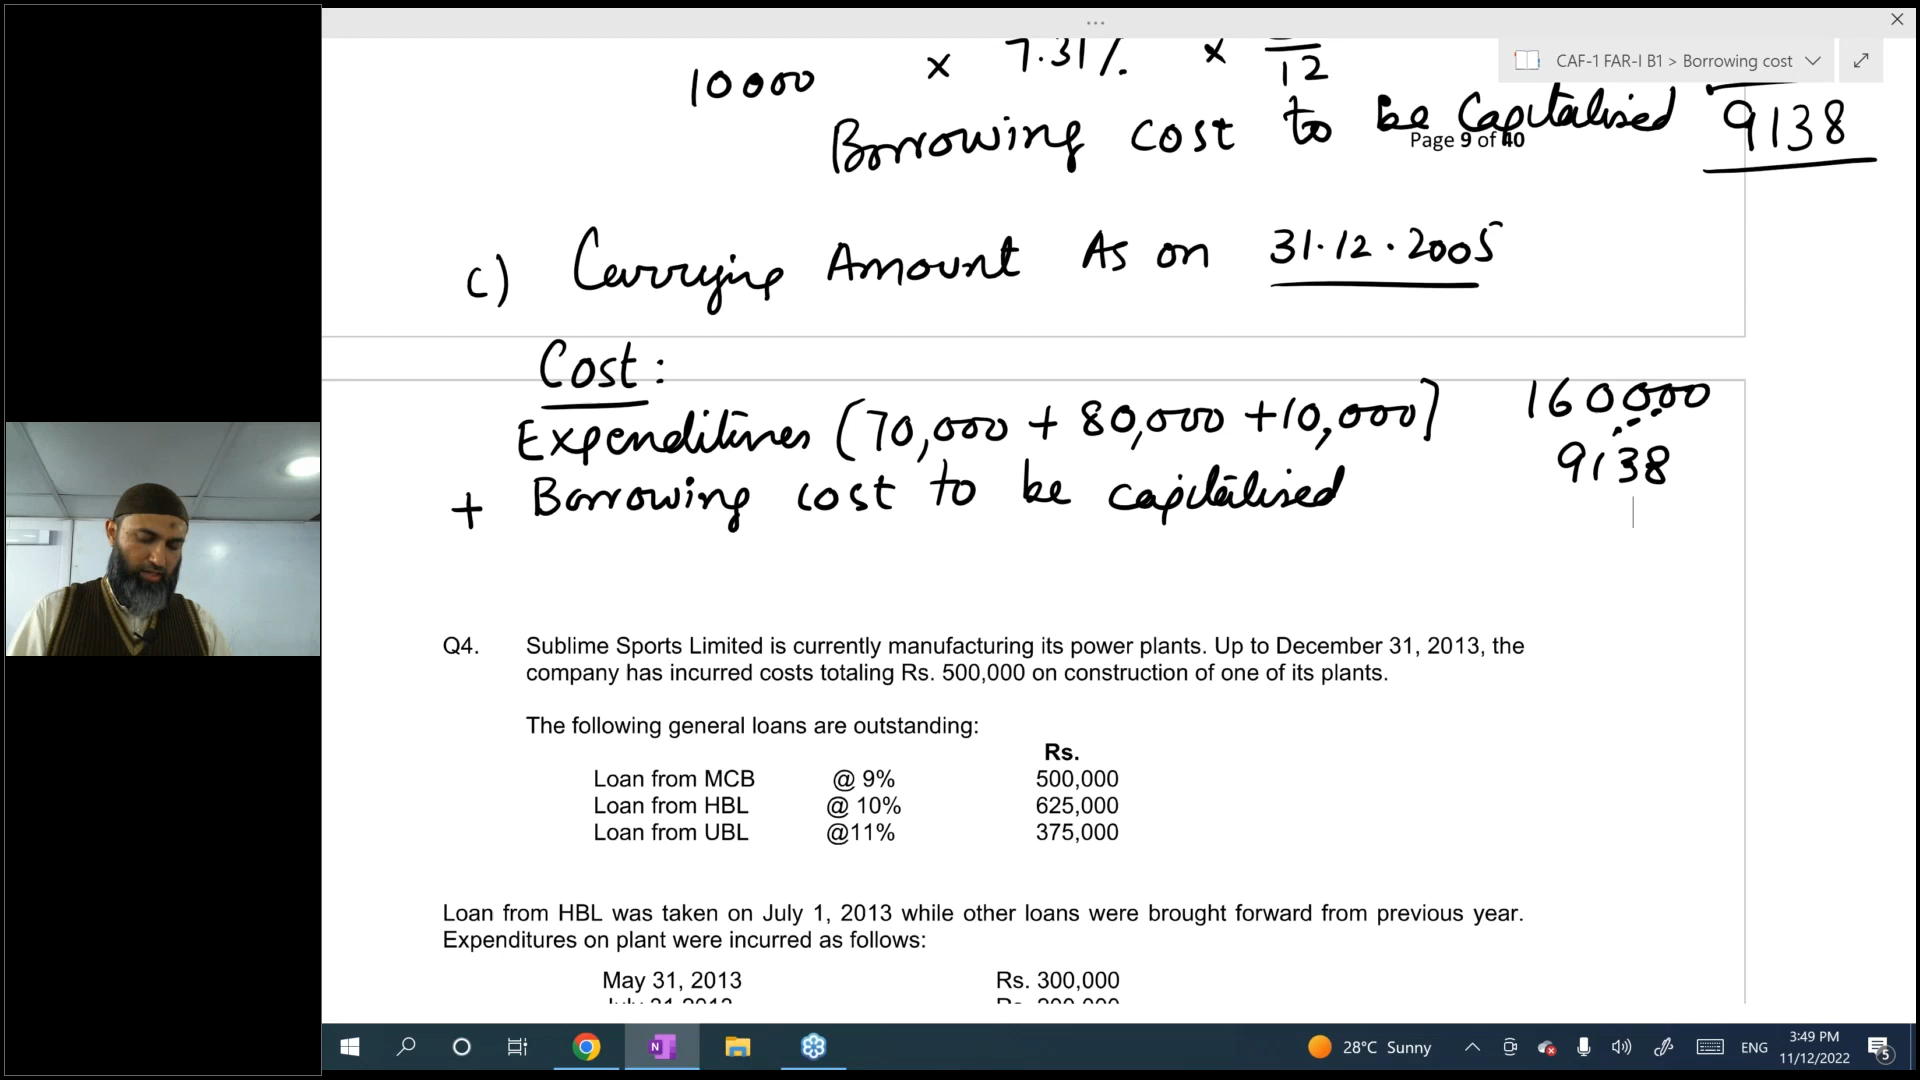 10000 × 7.31% × 12
CAF-1 FAR-I B1 > Borrowing cost
Borrowing cost to be Capitalised 9138
Page 9 of 40
c) Carrying Amount As on 31.12.2005
Cost:
Expenditures (70,000 + 80,000 + 10,000) 160000
+ Borrowing cost to be capitalised 9138
Q4. Sublime Sports Limited is currently manufacturing its power plants. Up to December 31, 2013, the
company has incurred costs totaling Rs. 500,000 on construction of one of its plants.
The following general loans are outstanding:
Rs.
Loan from MCB @ 9% 500,000
Loan from HBL @ 10% 625,000
Loan from UBL @11% 375,000
Loan from HBL was taken on July 1, 2013 while other loans were brought forward from previous year.
Expenditures on plant were incurred as follows:
May 31, 2013 Rs. 300,000
28°C Sunny
ENG
3:49 PM
11/12/2022
5